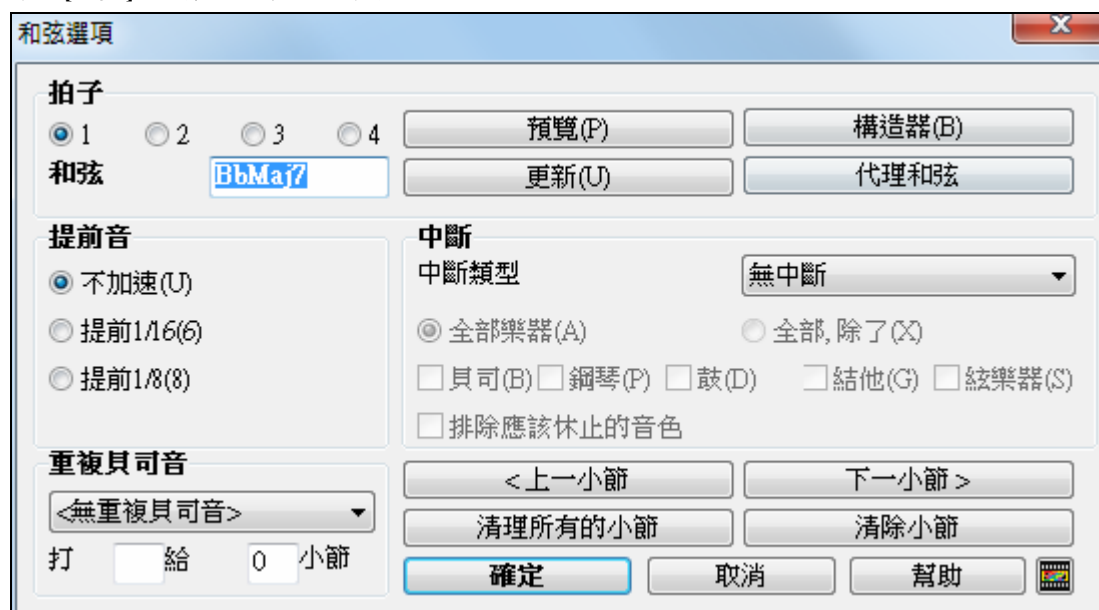 和弦選項
拍子
1 2 3 4 預覽(P) 構造器(B)
和弦 BbMaj7 更新(U) 代理和弦
提前音
不加速(U)
提前1/16(6)
提前1/8(8)
中斷
中斷類型 無中斷
全部樂器(A) 全部, 除了(X)
貝司(B) 鋼琴(P) 鼓(D) 結他(G) 絃樂器(S)
排除應該休止的音色
重複貝司音
<無重複貝司音>
打 給 0 小節
<上一小節 下一小節 >
清理所有的小節 清除小節
確定 取消 幫助